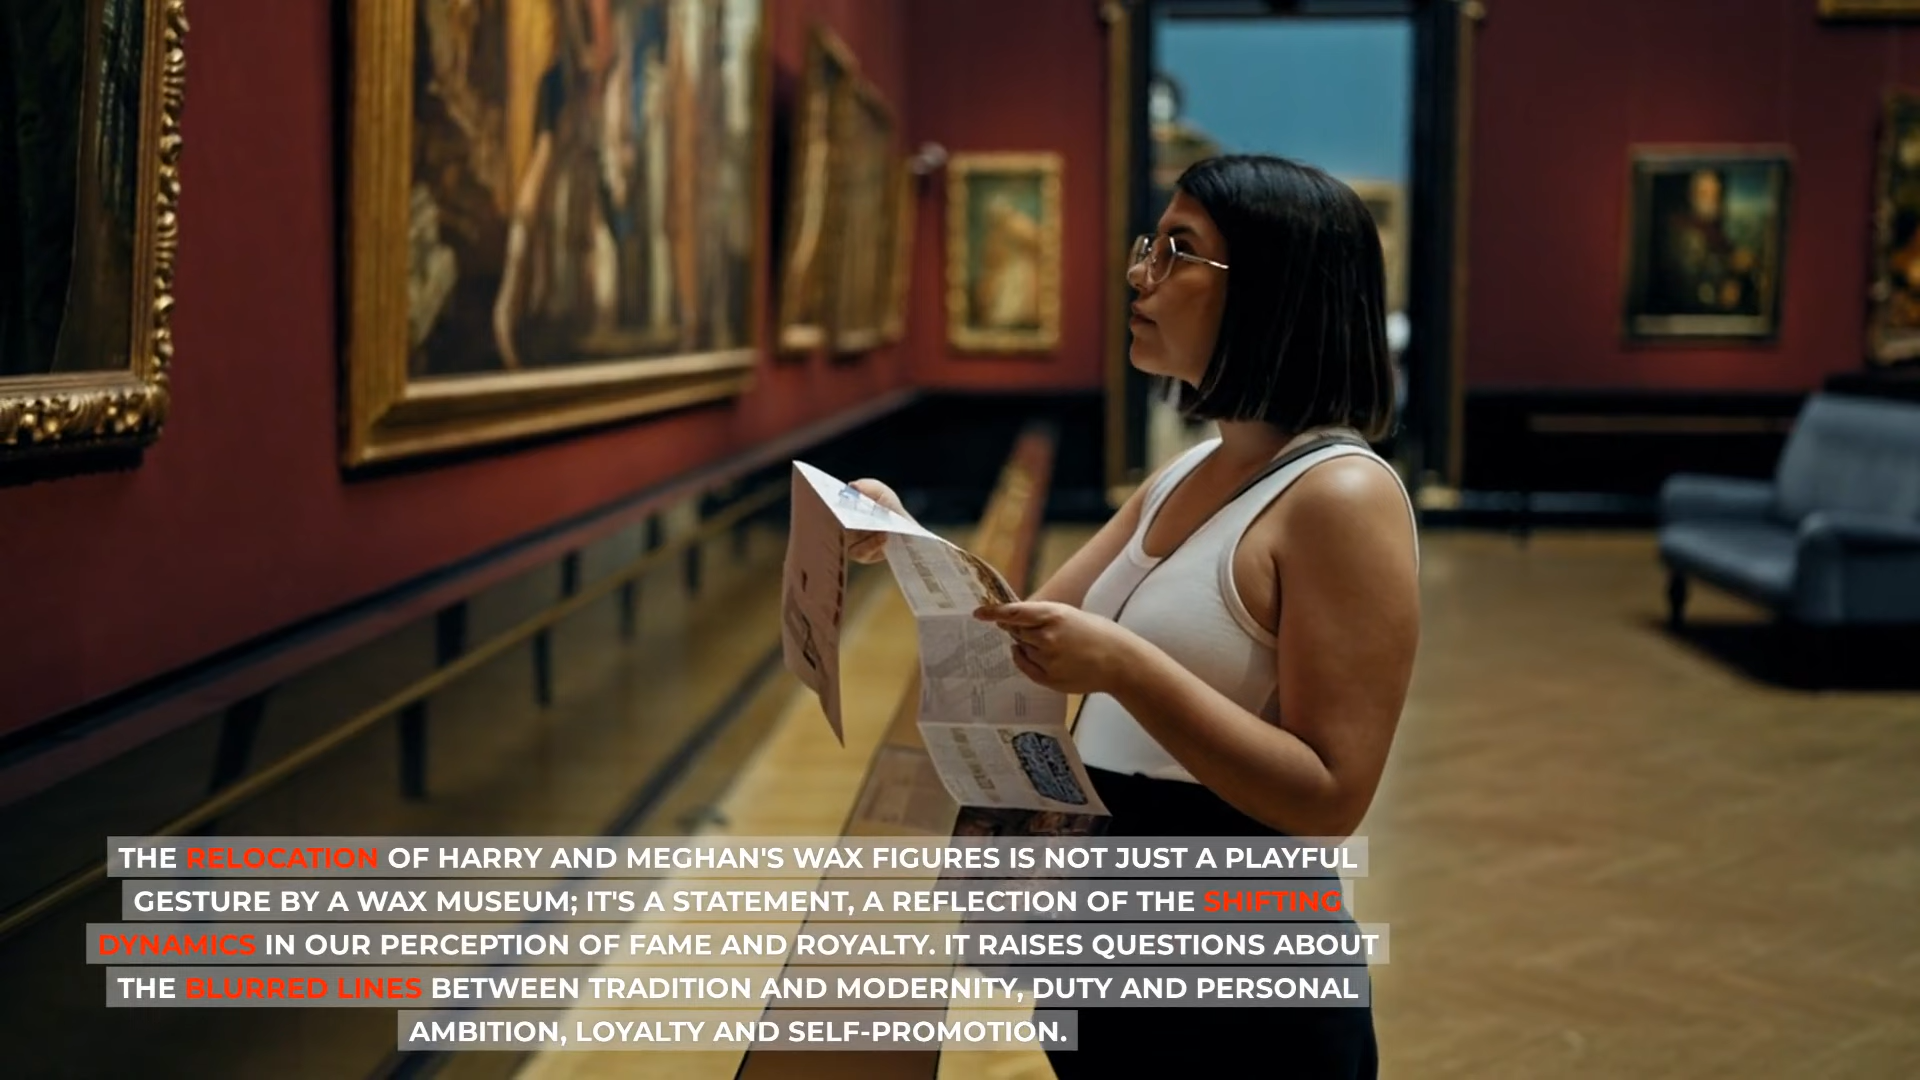 THE RELOCATION OF HARRY AND MEGHAN'S WAX FIGURES IS NOT JUST A PLAYFUL
GESTURE BY A WAX MUSEUM; IT'S A STATEMENT, A REFLECTION OF THE SHIFTING
DYNAMICS IN OUR PERCEPTION OF FAME AND ROYALTY. IT RAISES QUESTIONS ABOUT
THE BLURRED LINES BETWEEN TRADITION AND MODERNITY, DUTY AND PERSONAL
AMBITION, LOYALTY AND SELF-PROMOTION.